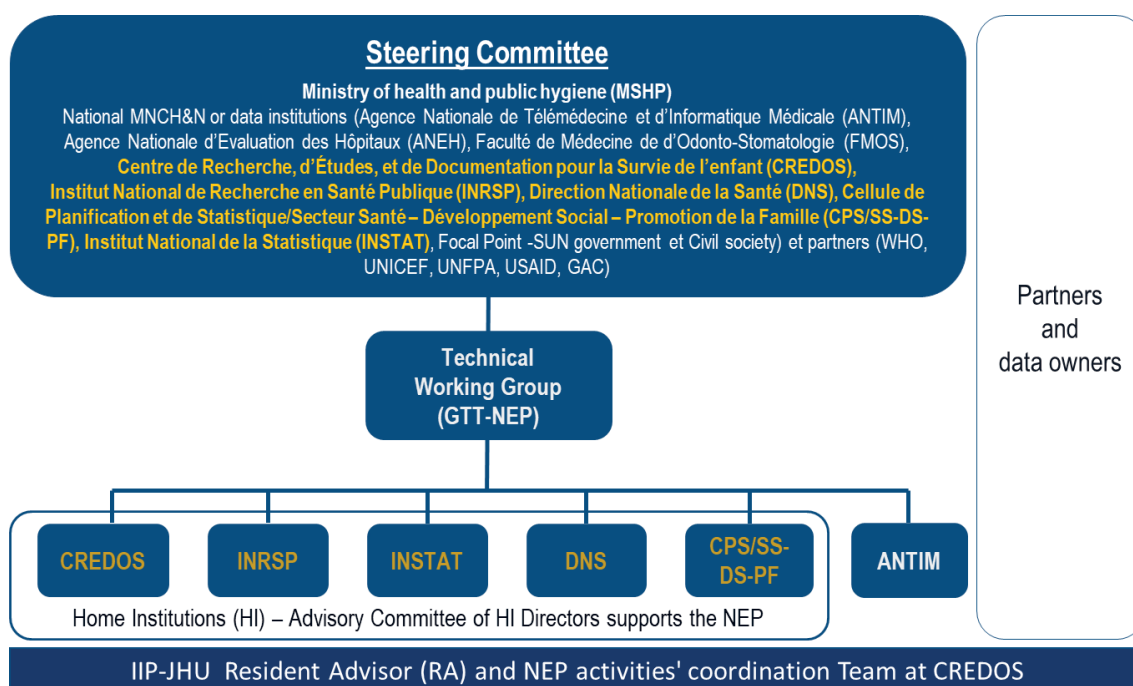 Steering Committee
Ministry of health and public hygiene (MSHP)
National MNCH&N or data institutions (Agence Nationale de Télémédecine et d’Informatique Médicale (ANTIM),
Agence Nationale d’Evaluation des Hôpitaux (ANEH), Faculté de Médecine de d’Odonto-Stomatologie (FMOS),
Centre de Recherche, d’Études, et de Documentation pour la Survie de l’enfant (CREDOS),
Institut National de Recherche en Santé Publique (INRSP), Direction Nationale de la Santé (DNS), Cellule de
Planification et de Statistique/Secteur Santé – Développement Social – Promotion de la Famille (CPS/SS-DS-
PF), Institut National de la Statistique (INSTAT), Focal Point -SUN government et Civil society) et partners (WHO,
UNICEF, UNFPA, USAID, GAC)
Partners
and
data owners
Technical
Working Group
(GTT-NEP)
CREDOS
INRSP
INSTAT
DNS
CPS/SS-
DS-PF
ANTIM
Home Institutions (HI) – Advisory Committee of HI Directors supports the NEP
IIP-JHU Resident Advisor (RA) and NEP activities' coordination Team at CREDOS